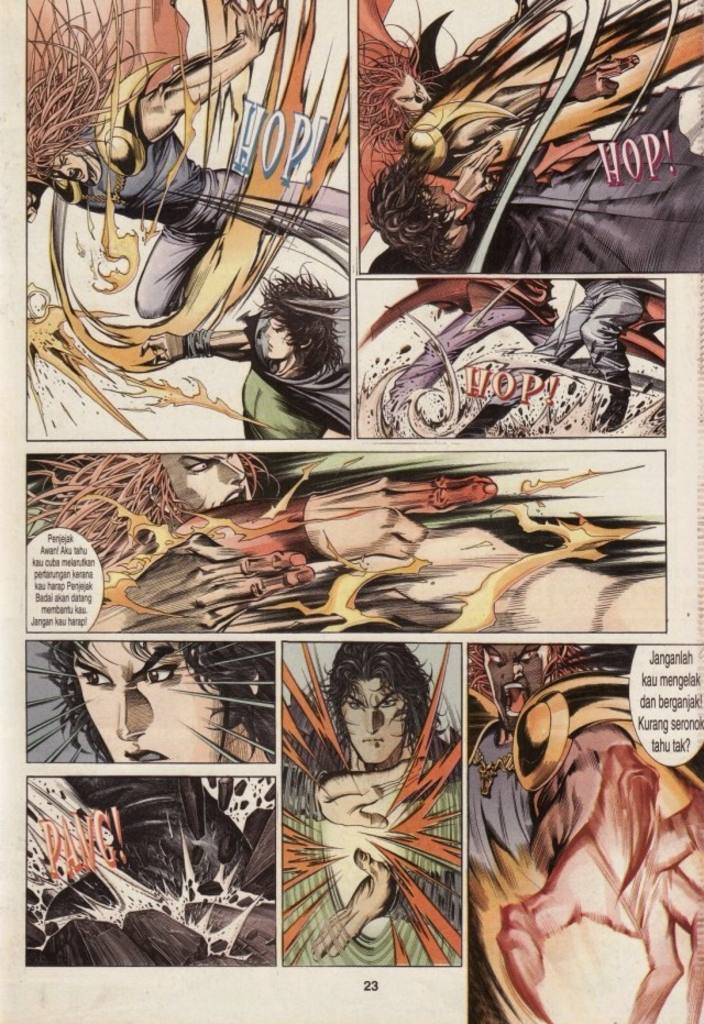 HOP!
HOP!
HOP!
Penjejak
Awan! Aku tahu
kau cuba melarutkan
pertarungan kerana
kau harap Penjejak
Badai akan datang
membantu kau.
Jangan kau harap!
Janganlah
kau mengelak
dan berganjak!
Kurang seronok
tahu tak?
PANG!
23